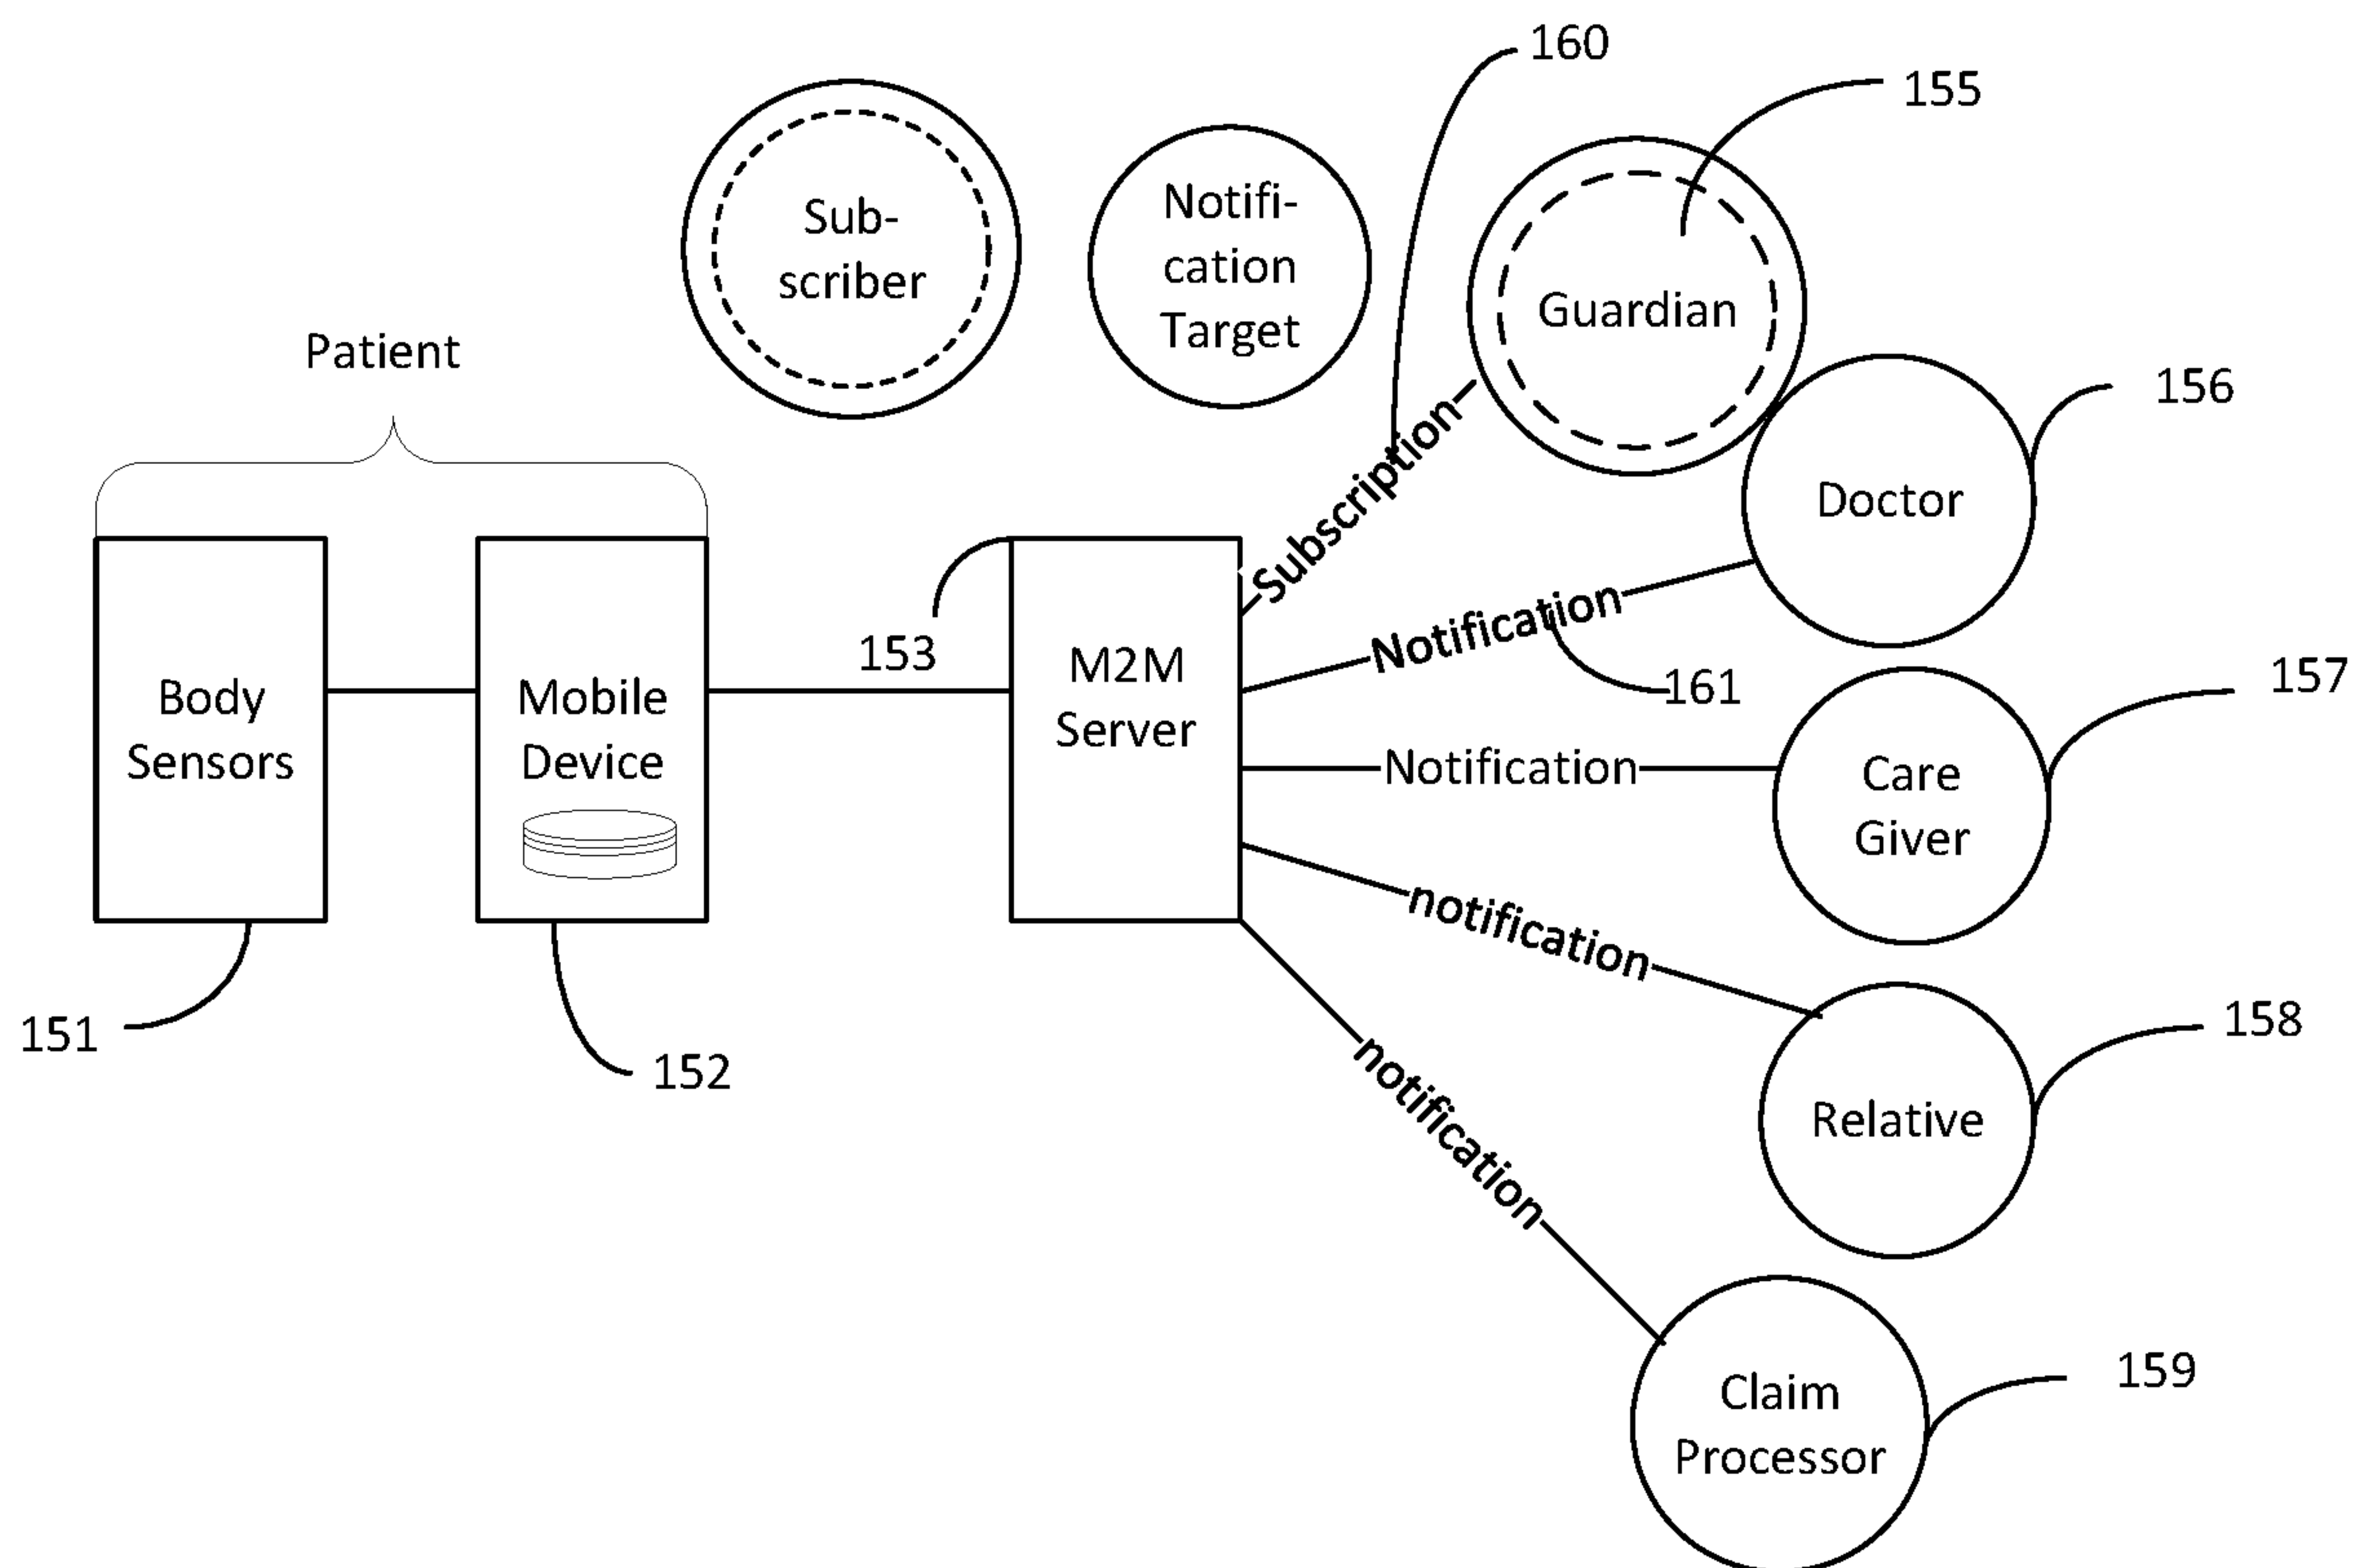 160
155
Sub-
scriber
Notifi-
cation
Target
Guardian
Patient
156
Doctor
Subscription
Notification
153
161
157
Body
Sensors
Mobile
Device
M2M
Server
Notification
Care
Giver
notification
151
152
158
Relative
notification
159
Claim
Processor